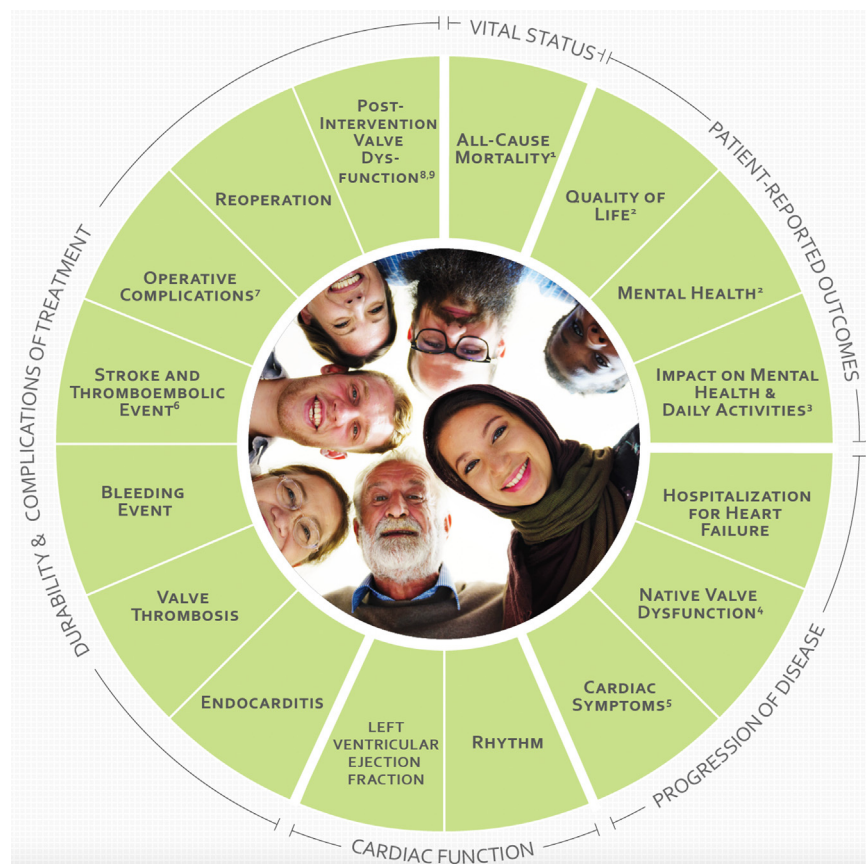 VITAL STATUS
ALL-CAUSE
MORTALITY¹
PATIENT-REPORTED OUTCOMES
QUALITY OF
LIFE²
MENTAL HEALTH²
IMPACT ON MENTAL
HEALTH &
DAILY ACTIVITIES³
PROGRESSION OF DISEASE
HOSPITALIZATION
FOR HEART
FAILURE
NATIVE VALVE
DYSFUNCTION⁴
CARDIAC
SYMPTOMS⁵
CARDIAC FUNCTION
RHYTHM
LEFT
VENTRICULAR
EJECTION
FRACTION
DURABILITY & COMPLICATIONS OF TREATMENT
ENDOCARDITIS
VALVE
THROMBOSIS
BLEEDING
EVENT
STROKE AND
THROMBOEMBOLIC
EVENT⁶
OPERATIVE
COMPLICATIONS⁷
REOPERATION
POST-
INTERVENTION
VALVE
DYS-
FUNCTION⁸,⁹